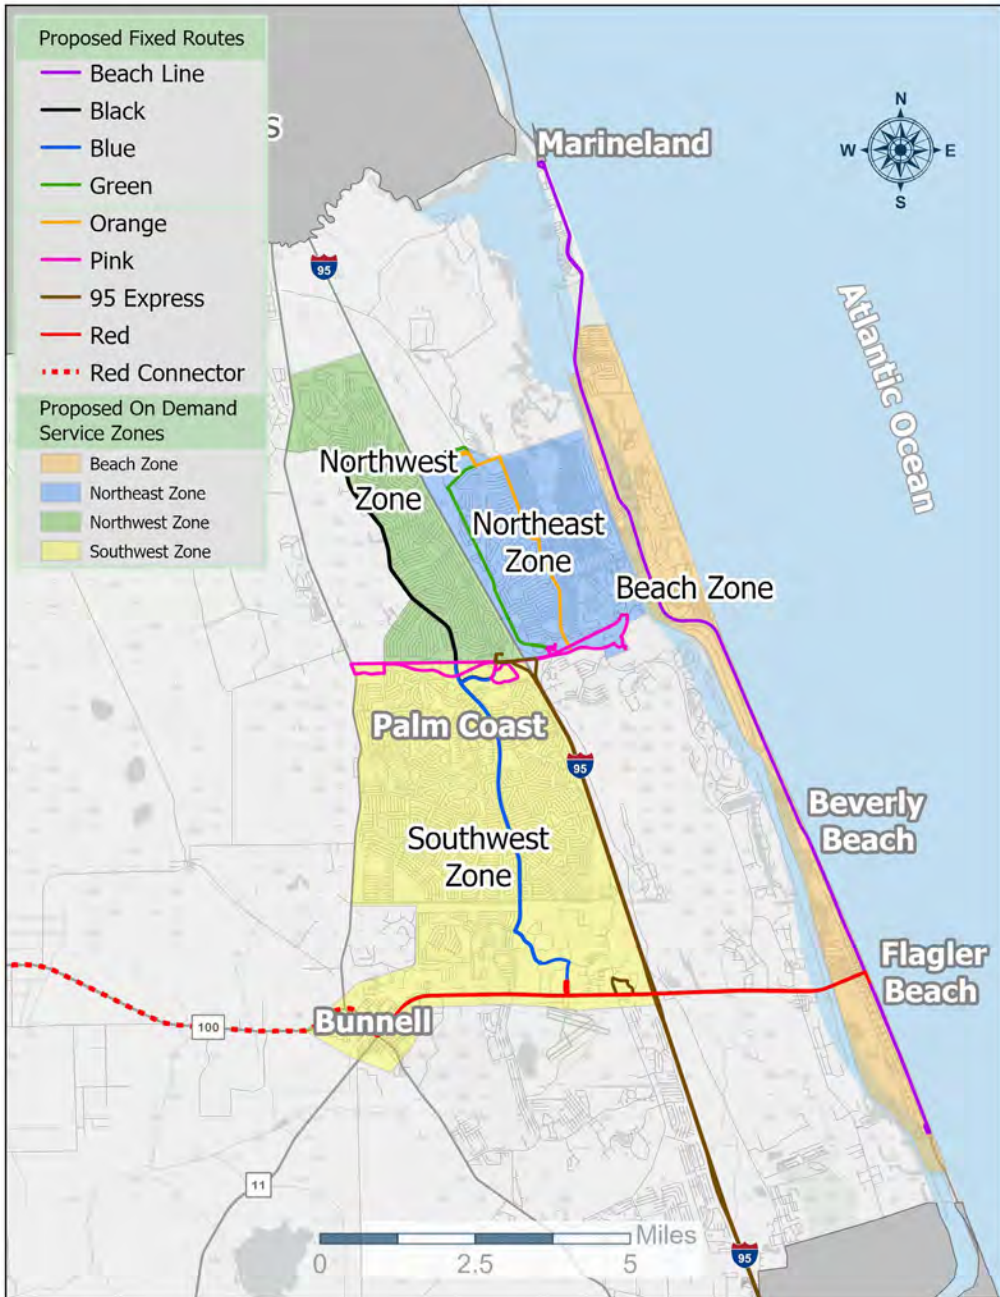 Proposed Fixed Routes
Beach Line
Black
Blue
Green
Orange
Pink
95 Express
Red
Red Connector
Proposed On Demand
Service Zones
Beach Zone
Northeast Zone
Northwest Zone
Southwest Zone
S
Marineland
N
W
E
S
95
Atlantic Ocean
Northwest
Zone
Northeast
Zone
Beach Zone
Palm Coast
95
Beverly
Beach
Southwest
Zone
Flagler
Beach
Bunnell
100
11
Miles
0
2.5
5
95